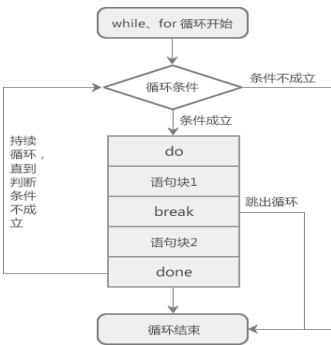 while、for 循环开始
循环条件
条件不成立
条件成立
持续
循环，
直到
判断
条件
不成
立
do
语句块1
break
跳出循环
语句块2
done
循环结束